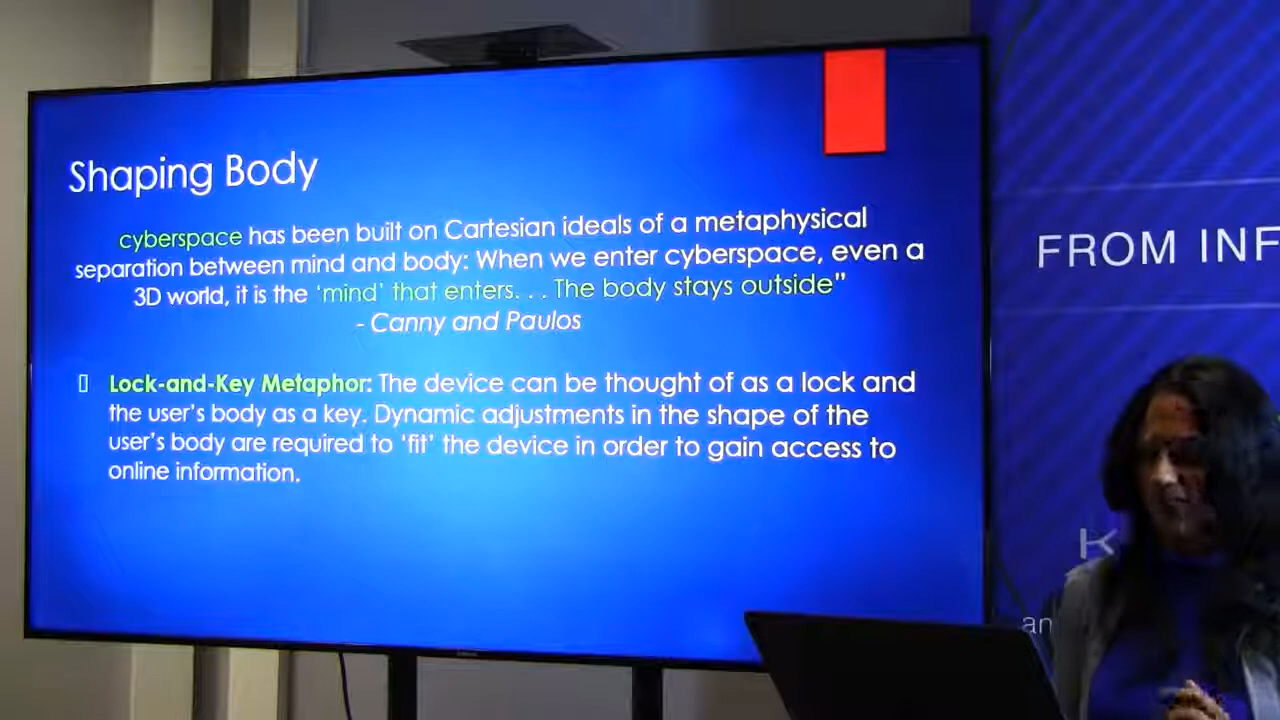 Shaping Body
cyberspace has been built on Cartesian ideals of a metaphysical
separation between mind and body: When we enter cyberspace, even a
3D world, it is the ‘mind’ that enters. . . The body stays outside”
- Canny and Paulos
Lock-and-Key Metaphor: The device can be thought of as a lock and
the user’s body as a key. Dynamic adjustments in the shape of the
user’s body are required to ‘fit’ the device in order to gain access to
online information.
FROM INF
K
an